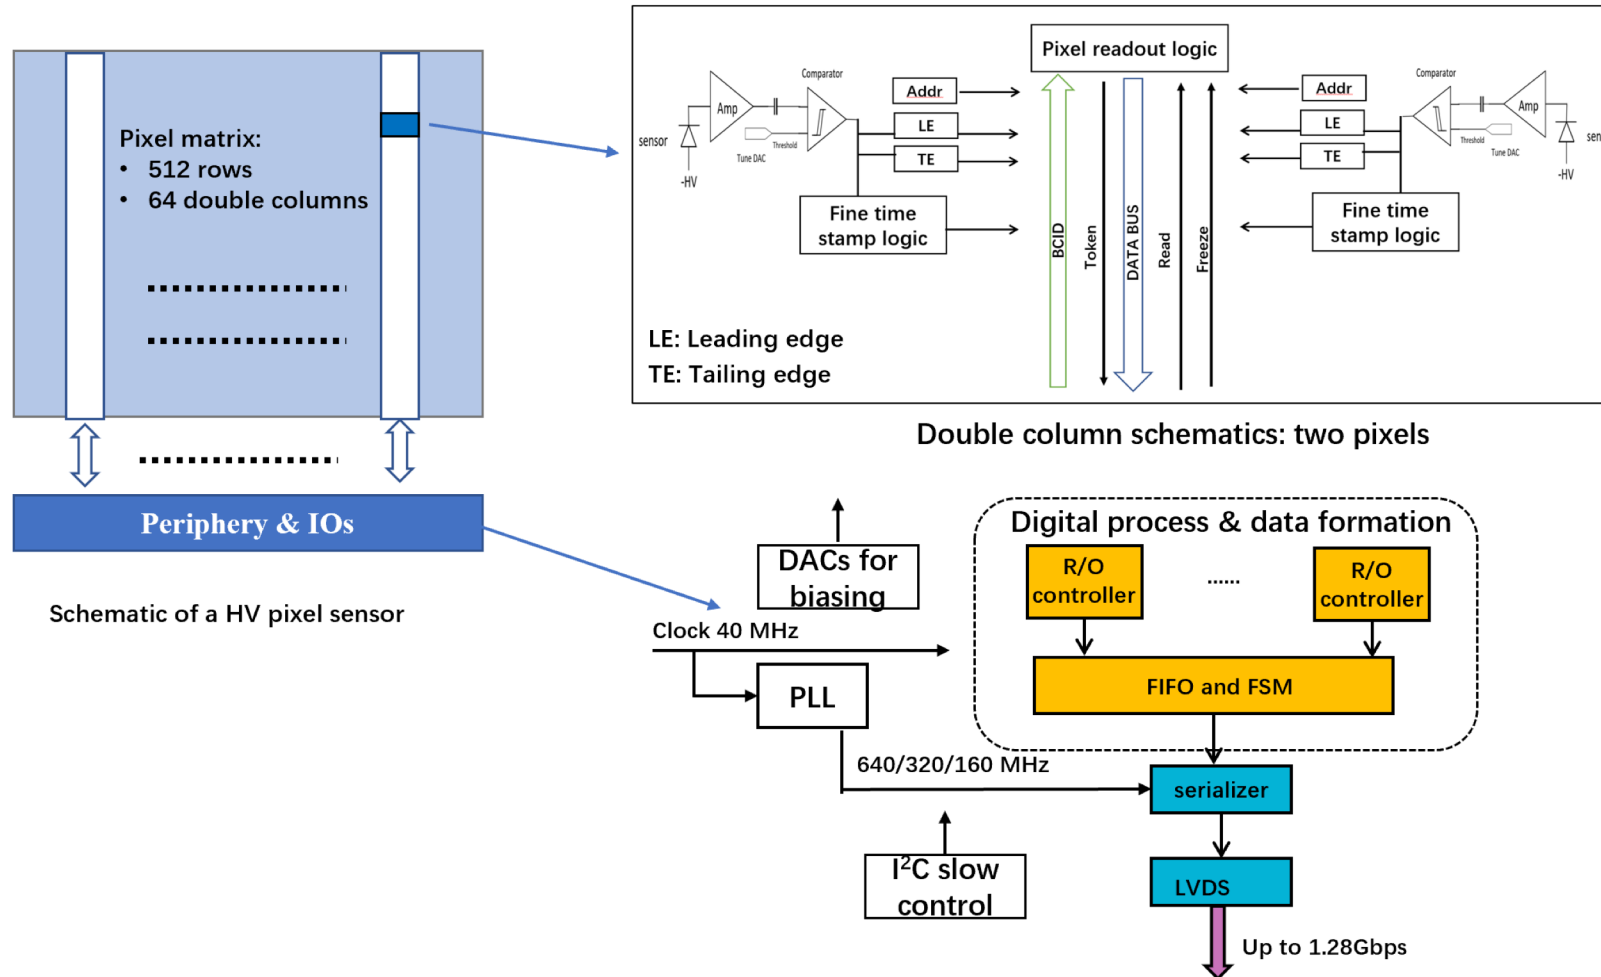 Pixel matrix:
• 512 rows
• 64 double columns
Periphery & IOs
Schematic of a HV pixel sensor
Pixel readout logic
sensor
Amp
-HV
Comparator
Threshold
Tune DAC
Addr
LE
TE
Fine time
stamp logic
BCID
Token
DATA BUS
Read
Freeze
Addr
LE
TE
Fine time
stamp logic
Comparator
Threshold
Tune DAC
Amp
sen
-HV
LE: Leading edge
TE: Tailing edge
Double column schematics: two pixels
DACs for
biasing
Clock 40 MHz
PLL
640/320/160 MHz
I²C slow
control
Digital process & data formation
R/O
controller
......
R/O
controller
FIFO and FSM
serializer
LVDS
Up to 1.28Gbps